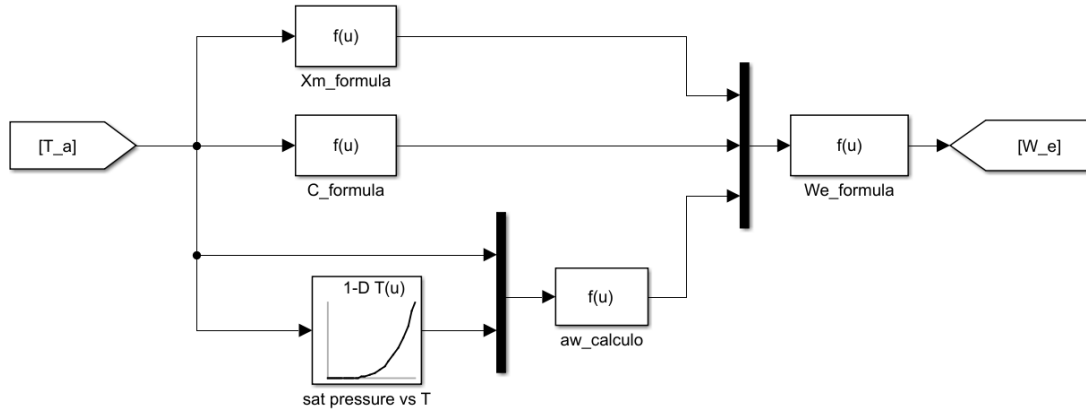 f(u)
Xm_formula
[T_a]
f(u)
C_formula
f(u)
We_formula
[W_e]
1-D T(u)
sat pressure vs T
f(u)
aw_calculo